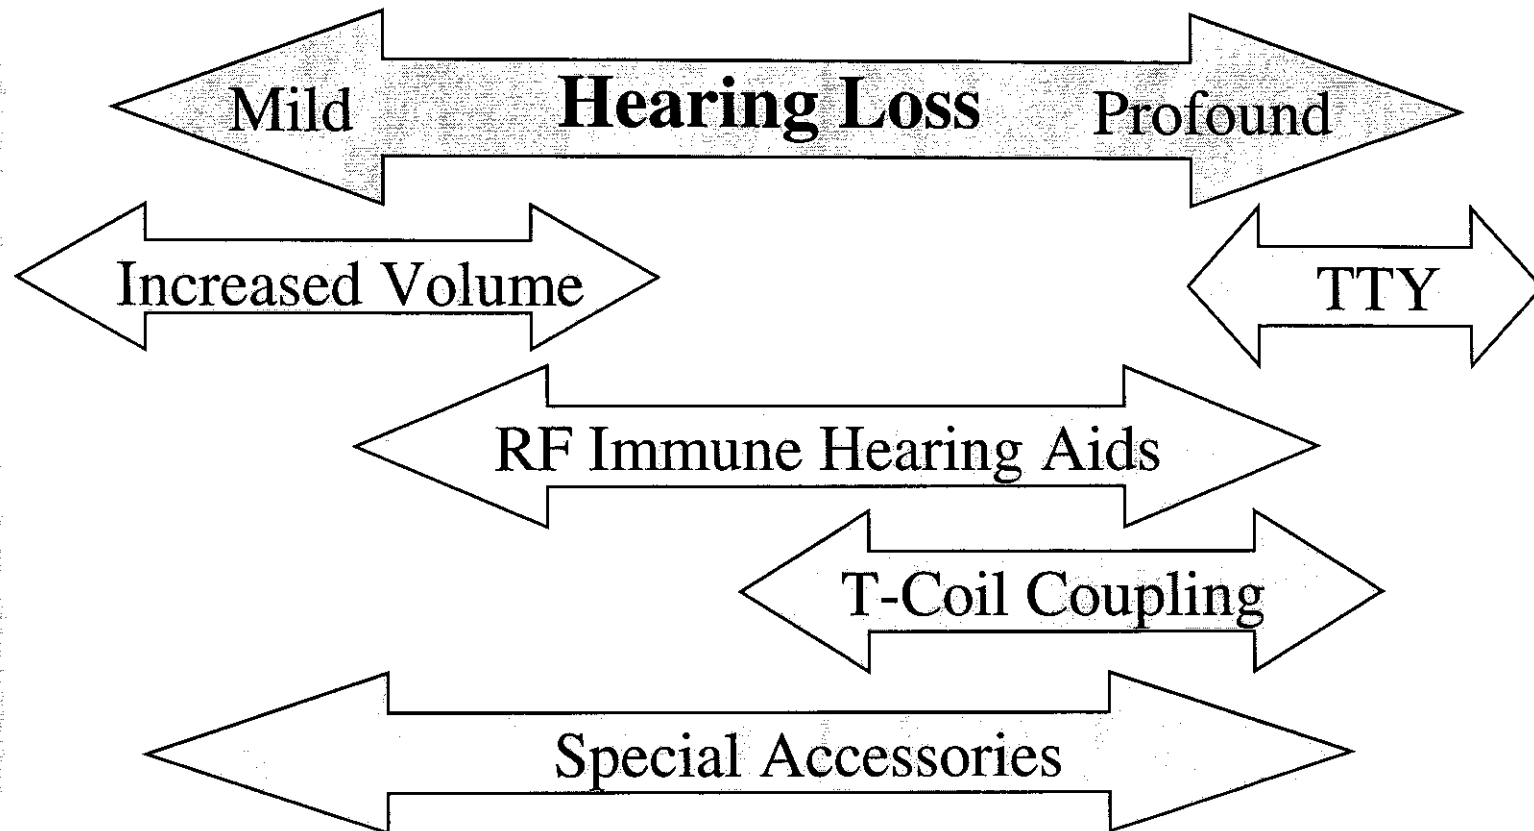 Mild Hearing Loss Profound
Increased Volume TTY
RF Immune Hearing Aids
T-Coil Coupling
Special Accessories